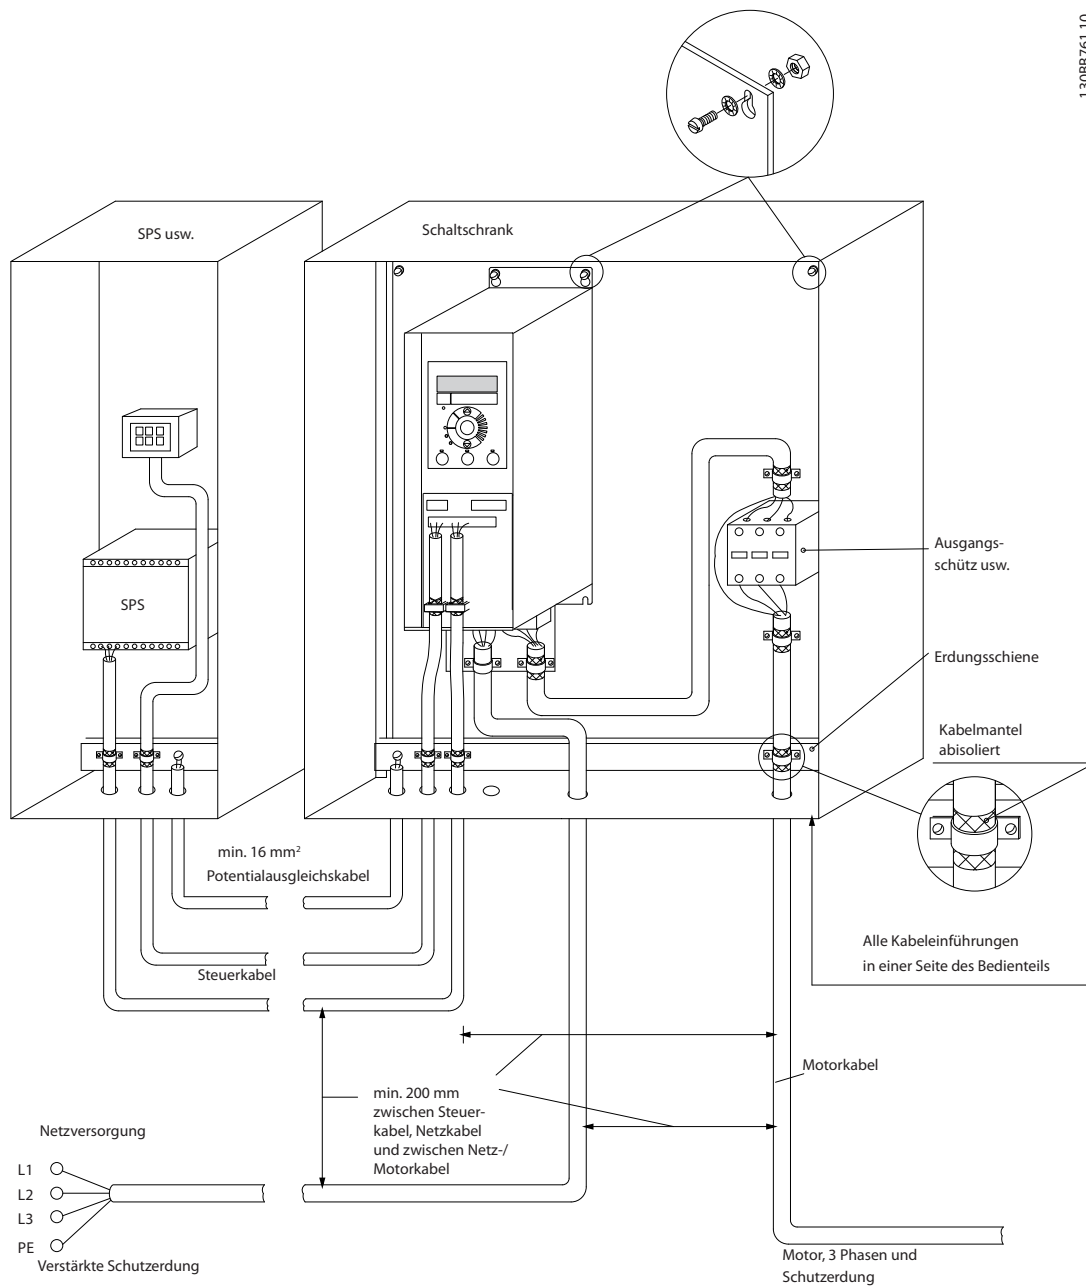 130BB761.10
SPS usw.
Schaltschrank
SPS
Ausgangs-
schütz usw.
Erdungsschiene
Kabelmantel
abisoliert
min. 16 mm²
Potentialausgleichskabel
Alle Kabeleinführungen
in einer Seite des Bedienteils
Steuerkabel
Motorkabel
min. 200 mm
zwischen Steuer-
kabel, Netzkabel
und zwischen Netz-/
Motorkabel
Netzversorgung
L1
L2
L3
PE
Verstärkte Schutzerdung
Motor, 3 Phasen und
Schutzerdung